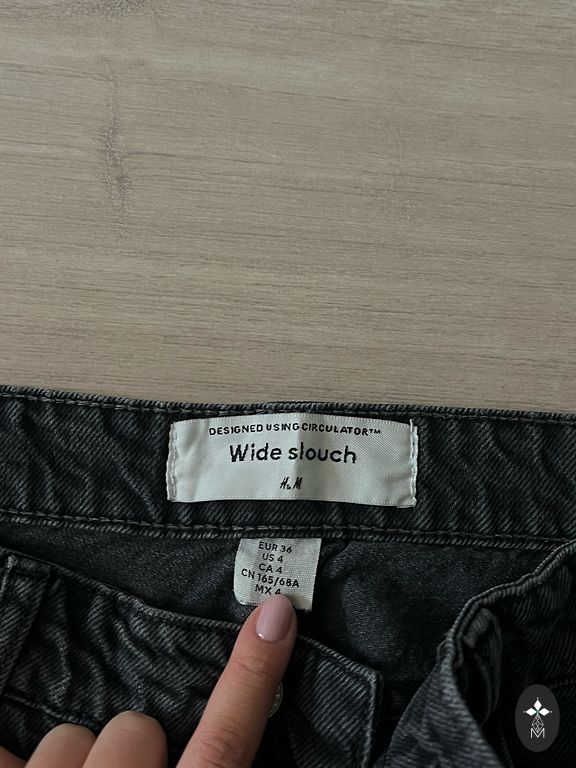 DESIGNED USING CIRCULATOR™
Wide slouch
H&M
EUR 36
US 4
CA 4
CN 165/68A
MX 4